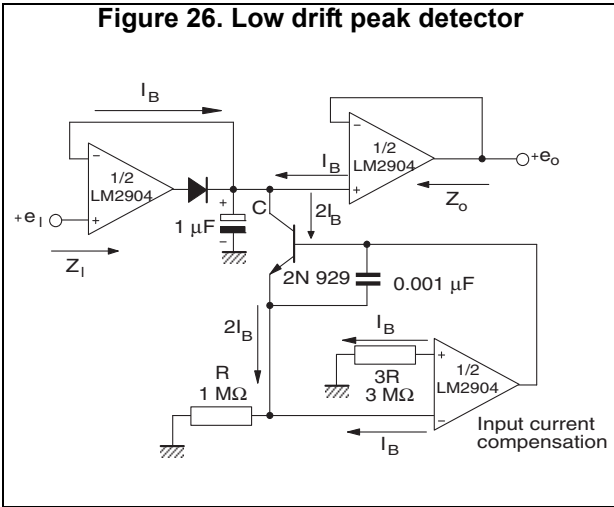 Figure 26. Low drift peak detector
I_B
1/2
LM2904
+e_I
Z_I
1 µF
C
2I_B
I_B
1/2
LM2904
+e_o
Z_o
2N 929
0.001 µF
2I_B
I_B
R
1 MΩ
3R
3 MΩ
1/2
LM2904
I_B
Input current
compensation